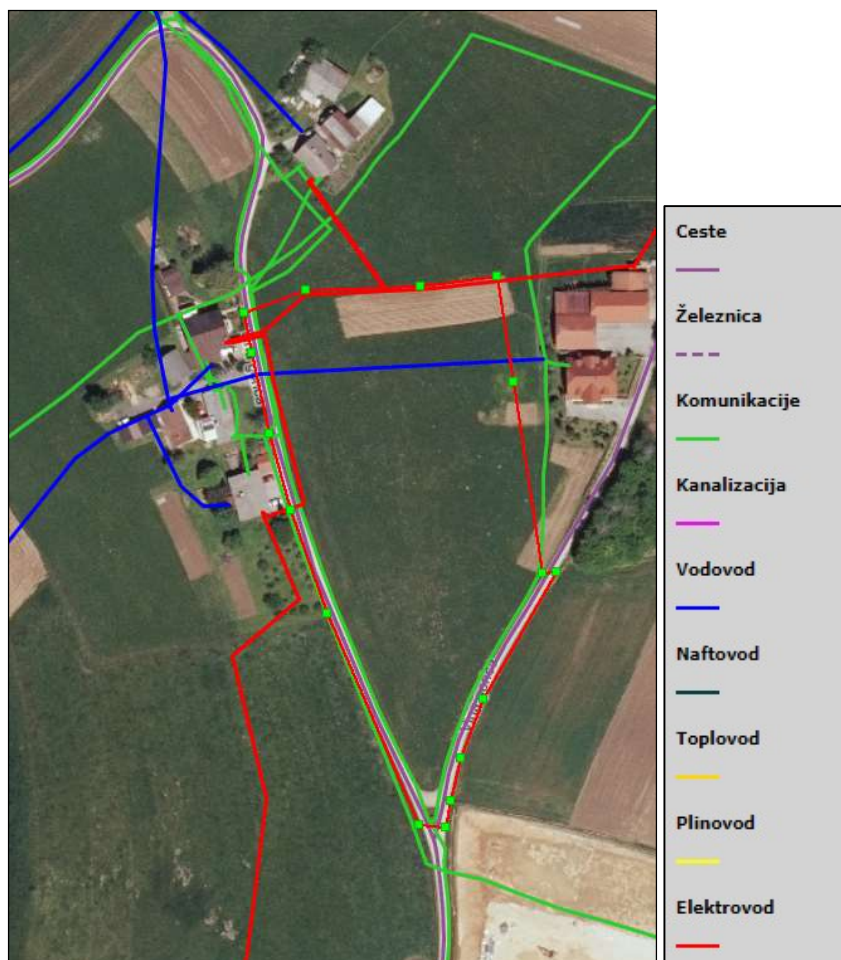 Ceste
Železnica
Komunikacije
Kanalizacija
Vodovod
Naftovod
Toplovod
Plinovod
Elektrovod